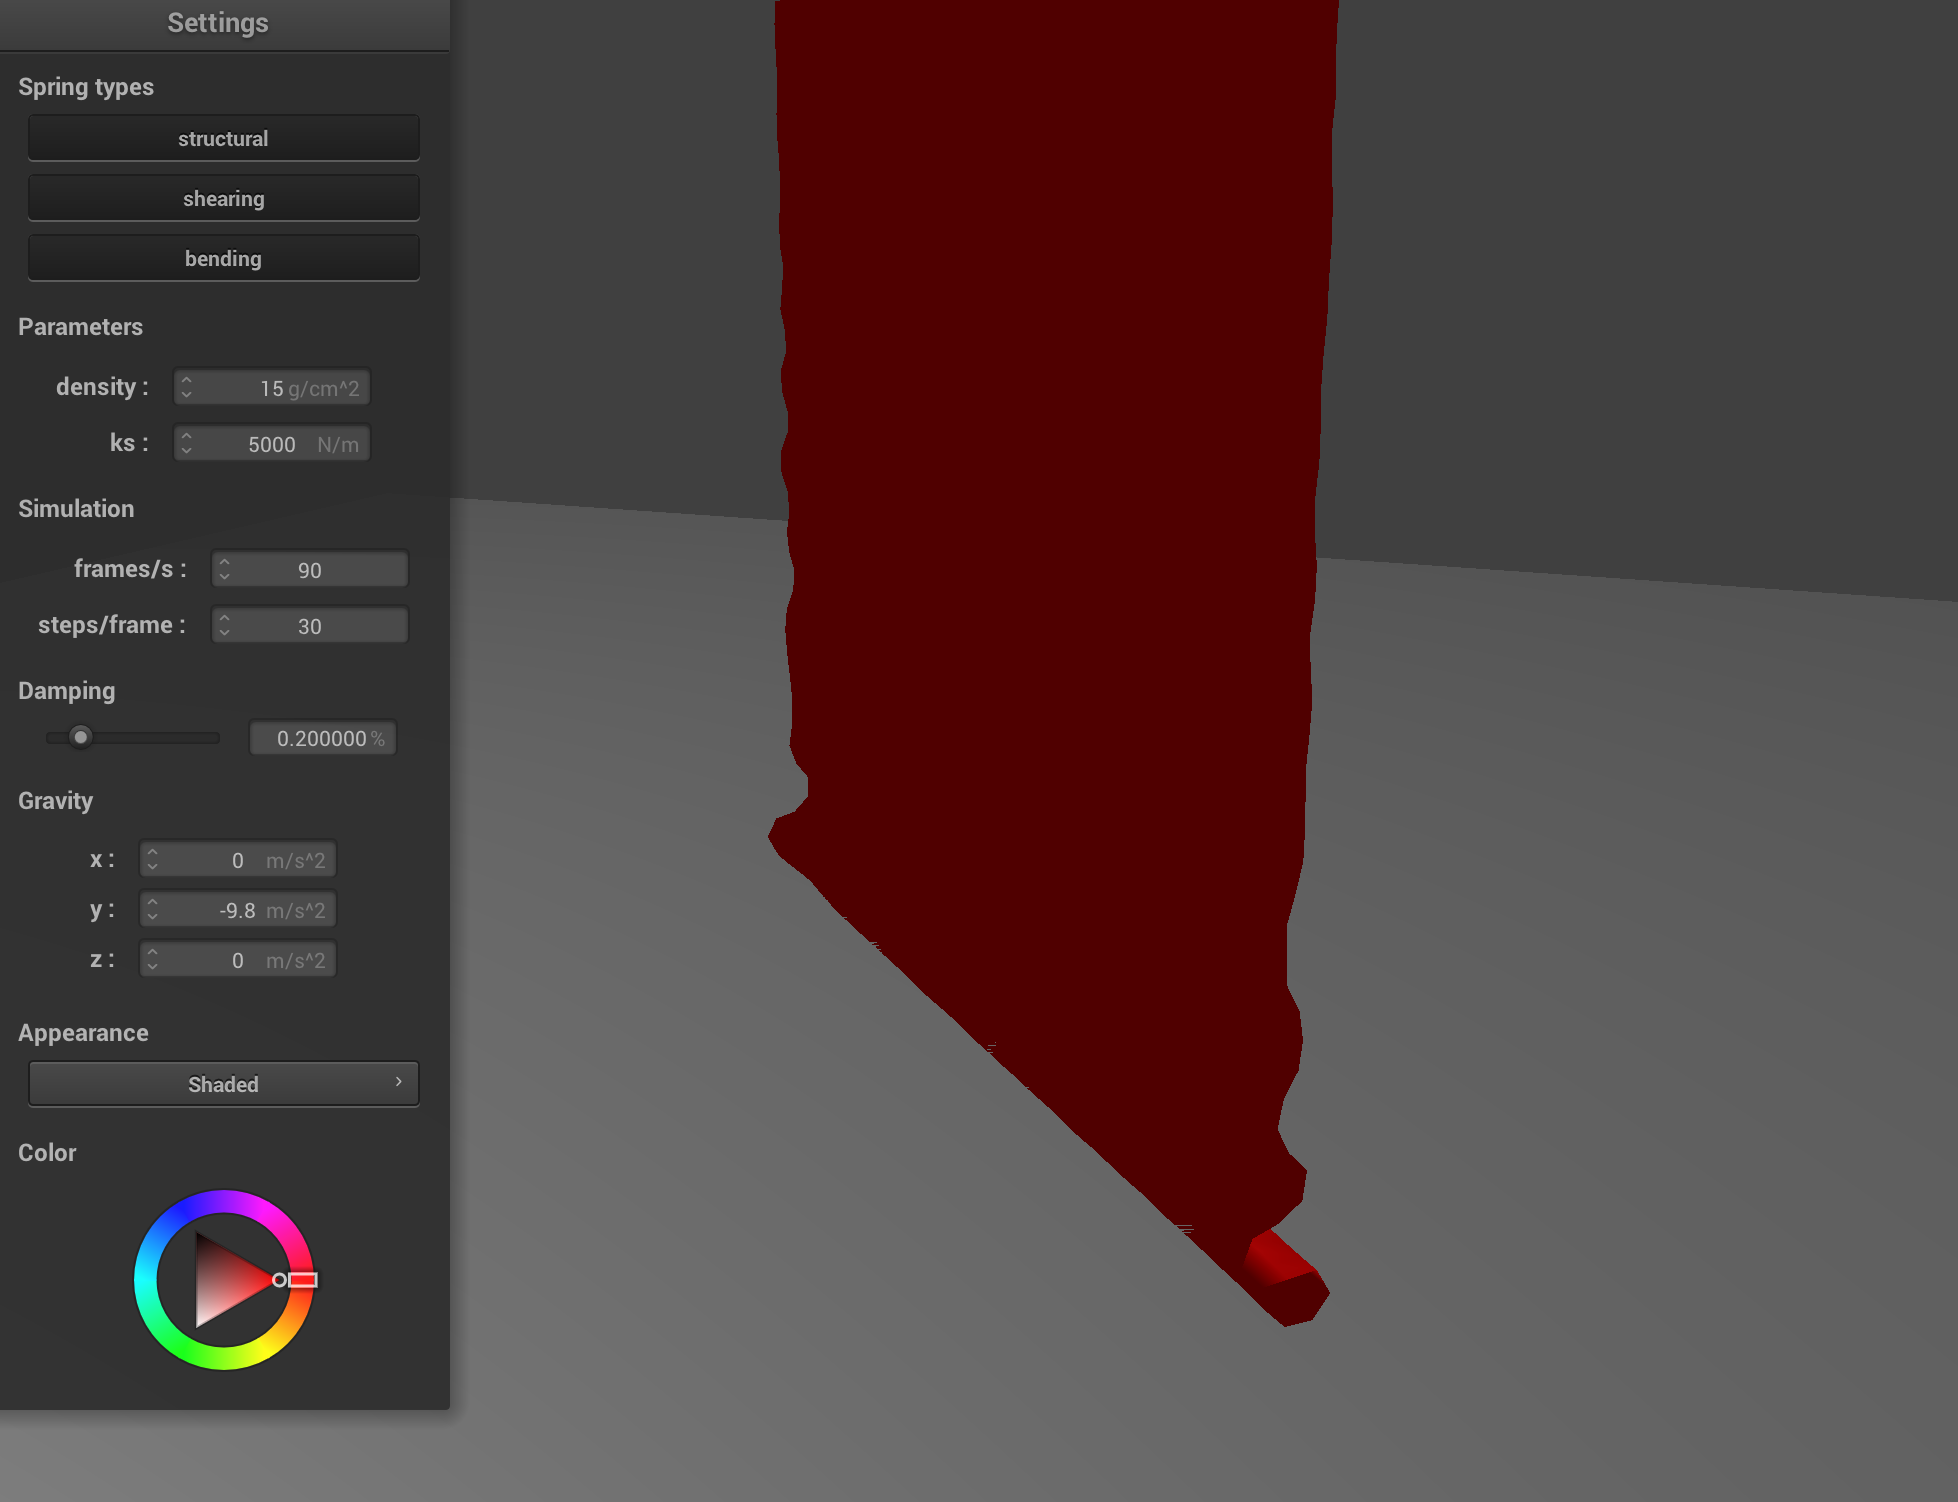 Settings
Spring types
structural
shearing
bending
Parameters
density : 15 g/cm^2
ks : 5000 N/m
Simulation
frames/s : 90
steps/frame : 30
Damping
0.200000 %
Gravity
x : 0 m/s^2
y : -9.8 m/s^2
z : 0 m/s^2
Appearance
Shaded
Color